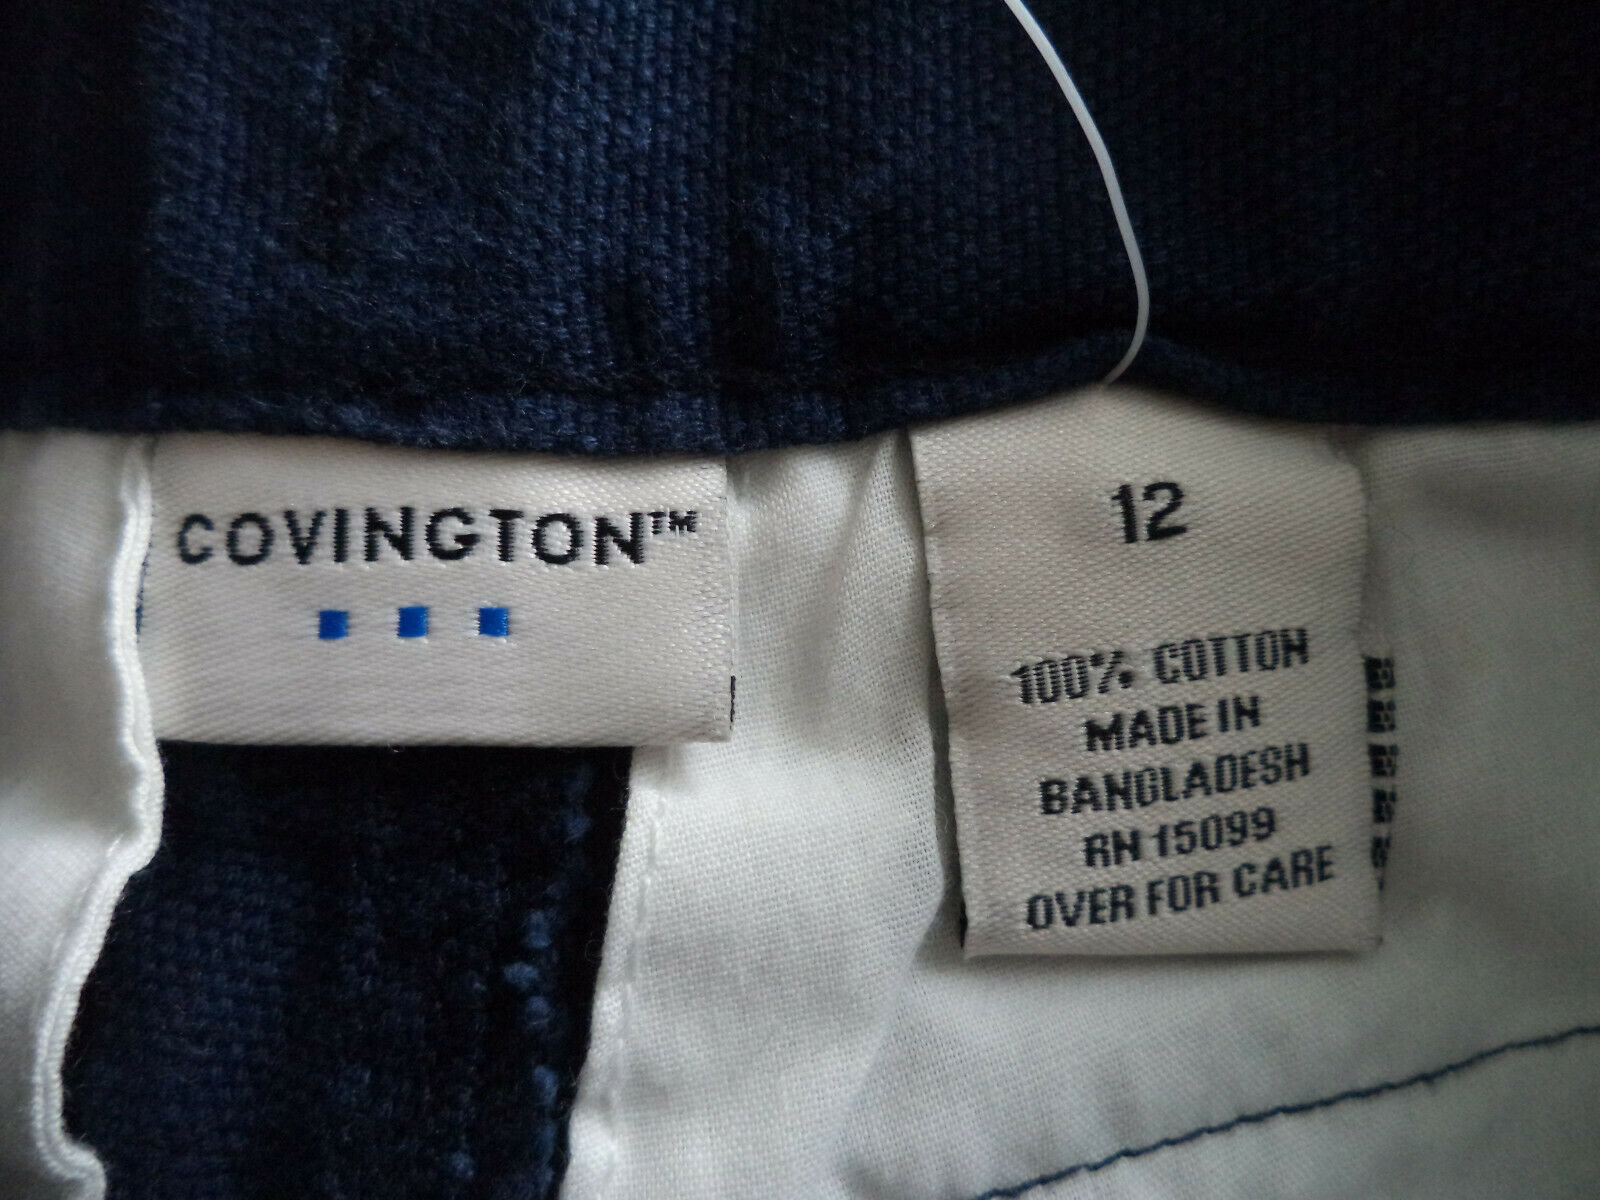 COVINGTON™
12
100% COTTON
MADE IN
BANGLADESH
RN 15099
OVER FOR CARE